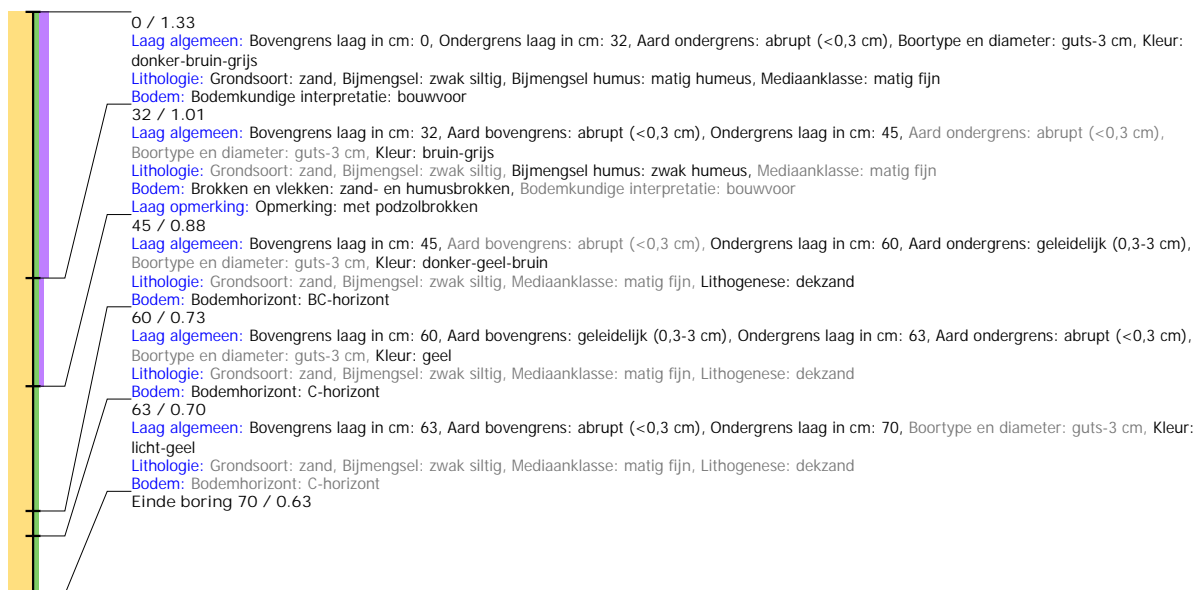 0 / 1.33
Laag algemeen: Bovengrens laag in cm: 0, Ondergrens laag in cm: 32, Aard ondergrens: abrupt (<0,3 cm), Boortype en diameter: guts-3 cm, Kleur:
donker-bruin-grijs
Lithologie: Grondsoort: zand, Bijmengsel: zwak siltig, Bijmengsel humus: matig humeus, Mediaanklasse: matig fijn
Bodem: Bodemkundige interpretatie: bouwvoor
32 / 1.01
Laag algemeen: Bovengrens laag in cm: 32, Aard bovengrens: abrupt (<0,3 cm), Ondergrens laag in cm: 45, Aard ondergrens: abrupt (<0,3 cm),
Boortype en diameter: guts-3 cm, Kleur: bruin-grijs
Lithologie: Grondsoort: zand, Bijmengsel: zwak siltig, Bijmengsel humus: zwak humeus, Mediaanklasse: matig fijn
Bodem: Brokken en vlekken: zand- en humusbrokken, Bodemkundige interpretatie: bouwvoor
Laag opmerking: Opmerking: met podzolbrokken
45 / 0.88
Laag algemeen: Bovengrens laag in cm: 45, Aard bovengrens: abrupt (<0,3 cm), Ondergrens laag in cm: 60, Aard ondergrens: geleidelijk (0,3-3 cm),
Boortype en diameter: guts-3 cm, Kleur: donker-geel-bruin
Lithologie: Grondsoort: zand, Bijmengsel: zwak siltig, Mediaanklasse: matig fijn, Lithogenese: dekzand
Bodem: Bodemhorizont: BC-horizont
60 / 0.73
Laag algemeen: Bovengrens laag in cm: 60, Aard bovengrens: geleidelijk (0,3-3 cm), Ondergrens laag in cm: 63, Aard ondergrens: abrupt (<0,3 cm),
Boortype en diameter: guts-3 cm, Kleur: geel
Lithologie: Grondsoort: zand, Bijmengsel: zwak siltig, Mediaanklasse: matig fijn, Lithogenese: dekzand
Bodem: Bodemhorizont: C-horizont
63 / 0.70
Laag algemeen: Bovengrens laag in cm: 63, Aard bovengrens: abrupt (<0,3 cm), Ondergrens laag in cm: 70, Boortype en diameter: guts-3 cm, Kleur:
licht-geel
Lithologie: Grondsoort: zand, Bijmengsel: zwak siltig, Mediaanklasse: matig fijn, Lithogenese: dekzand
Bodem: Bodemhorizont: C-horizont
Einde boring 70 / 0.63